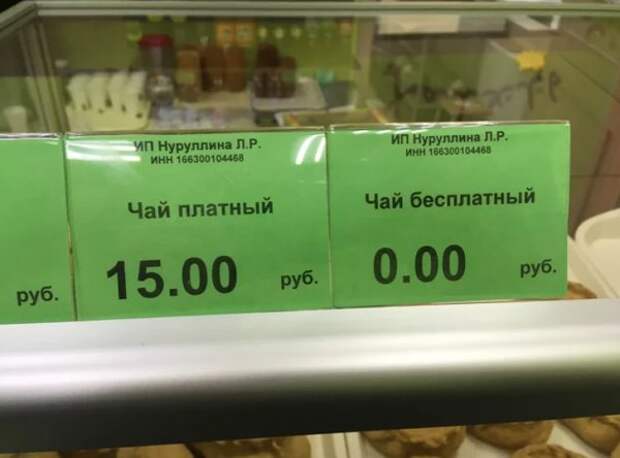 руб.
ИП Нуруллина Л.Р.
ИНН 166300104468
Чай платный
15.00 руб.
ИП Нуруллина Л.Р.
ИНН 166300104468
Чай бесплатный
0.00 руб.